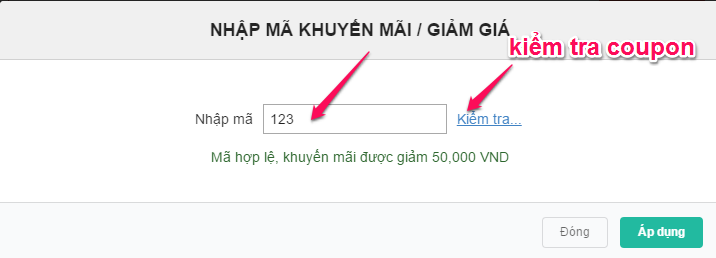 NHẬP MÃ KHUYẾN MÃI / GIẢM GIÁ
kiểm tra coupon
Nhập mã 123 Kiểm tra...
Mã hợp lệ, khuyến mãi được giảm 50,000 VND
Đóng Áp dụng